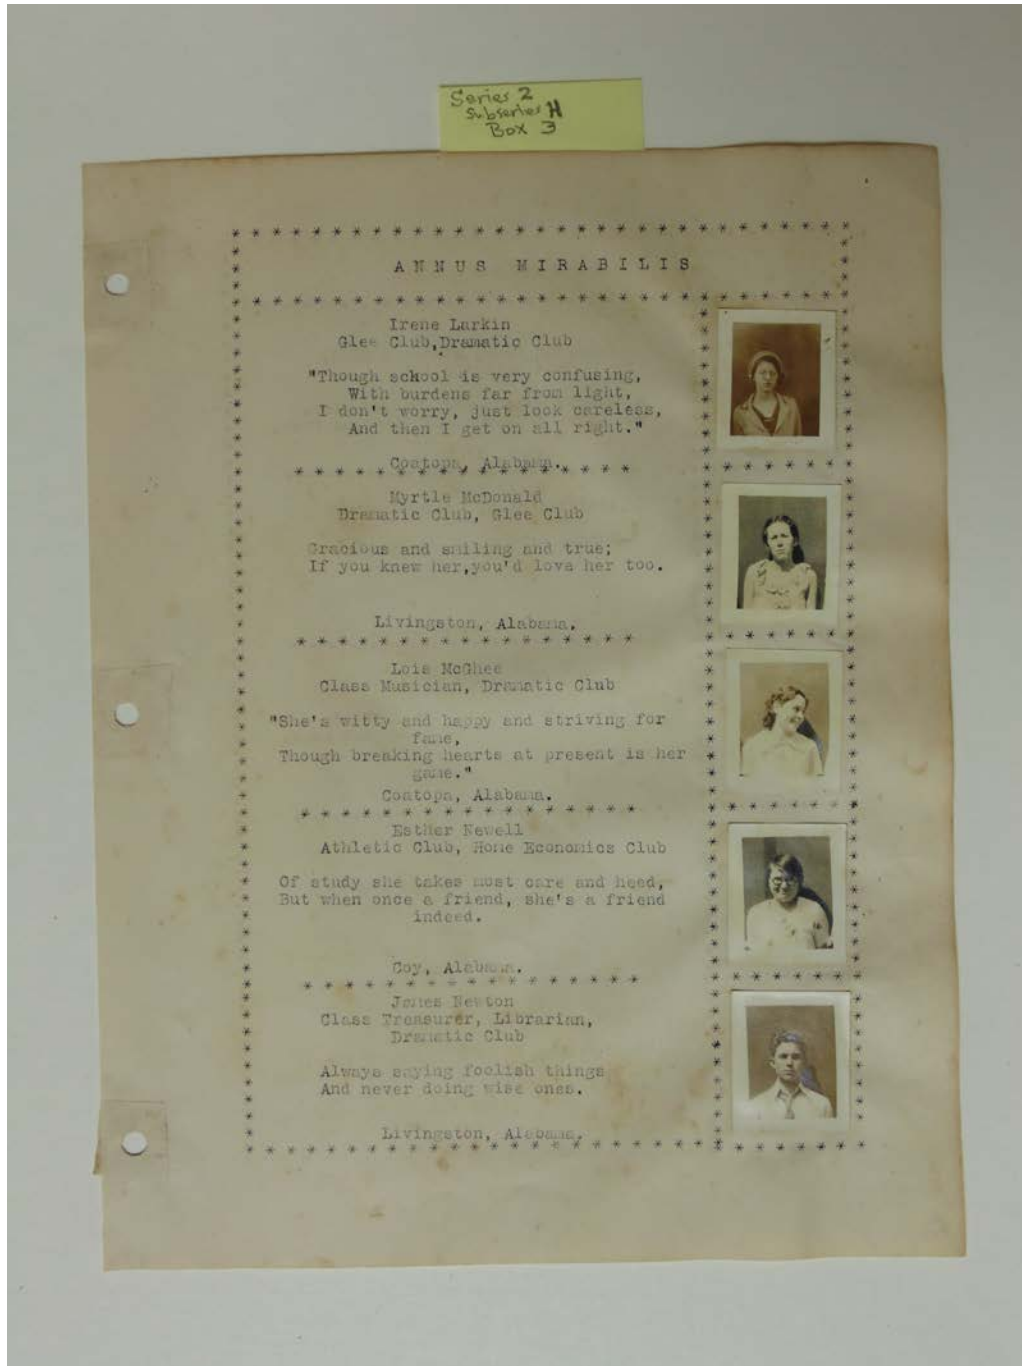 Series 2
Subseries H
Box 3
* * * * * * * * * * * * * * * * * * * * * * * * * * * * * * *
ANNUS MIRABILIS
* * * * * * * * * * * * * * * * * * * * * * * * * * * * * *
Irene Larkin
Glee Club,Dramatic Club
"Though school is very confusing,
With burdens far from light,
I don't worry, just look careless,
And then I get on all right."
Coatopa, Alabama.
* * * * * * * * * * * * * * * * *
Myrtle McDonald
Dramatic Club, Glee Club
Gracious and smiling and true;
If you knew her,you'd love her too.
Livingston, Alabama.
* * * * * * * * * * * * * * * * *
Lois McGhee
Class Musician, Dramatic Club
"She's witty and happy and striving for
fame,
Though breaking hearts at present is her
game."
Coatopa, Alabama.
* * * * * * * * * * * * * * * * *
Esther Newell
Athletic Club, Home Economics Club
Of study she takes most care and heed,
But when once a friend, she's a friend
indeed.
Coy, Alabama.
* * * * * * * * * * * * * * * * *
James Newton
Class Treasurer, Librarian,
Dramatic Club
Always saying foolish things
And never doing wise ones.
Livingston, Alabama.
* * * * * * * * * * * * * * * * * * * * * * * * * * * * * *